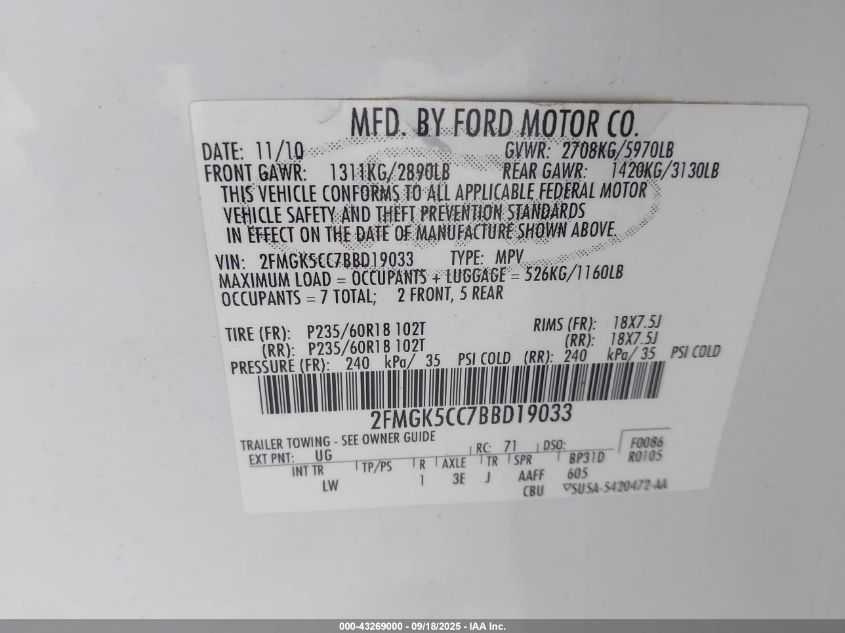 MFD. BY FORD MOTOR CO.
DATE: 11/10 GVWR: 2708KG/5970LB
FRONT GAWR: 1311KG/2890LB REAR GAWR: 1420KG/3130LB
THIS VEHICLE CONFORMS TO ALL APPLICABLE FEDERAL MOTOR
VEHICLE SAFETY AND THEFT PREVENTION STANDARDS
IN EFFECT ON THE DATE OF MANUFACTURE SHOWN ABOVE.
VIN: 2FMGK5CC7BBD19033 TYPE: MPV
MAXIMUM LOAD = OCCUPANTS + LUGGAGE = 526KG/1160LB
OCCUPANTS = 7 TOTAL; 2 FRONT, 5 REAR
TIRE (FR): P235/60R18 102T RIMS (FR): 18X7.5J
(RR): P235/60R18 102T (RR): 18X7.5J
PRESSURE (FR): 240 kPa/ 35 PSI COLD (RR): 240 kPa/ 35 PSI COLD
2FMGK5CC7BBD19033
TRAILER TOWING - SEE OWNER GUIDE
EXT PNT: UG RC: 71 DSO: F0086
INT TR TP/PS R AXLE TR SPR BP31D R0105
LW 1 3E J AAFF 605
CBU 5U5A-5420472-AA
000-43269000 - 09/18/2025 - IAA Inc.